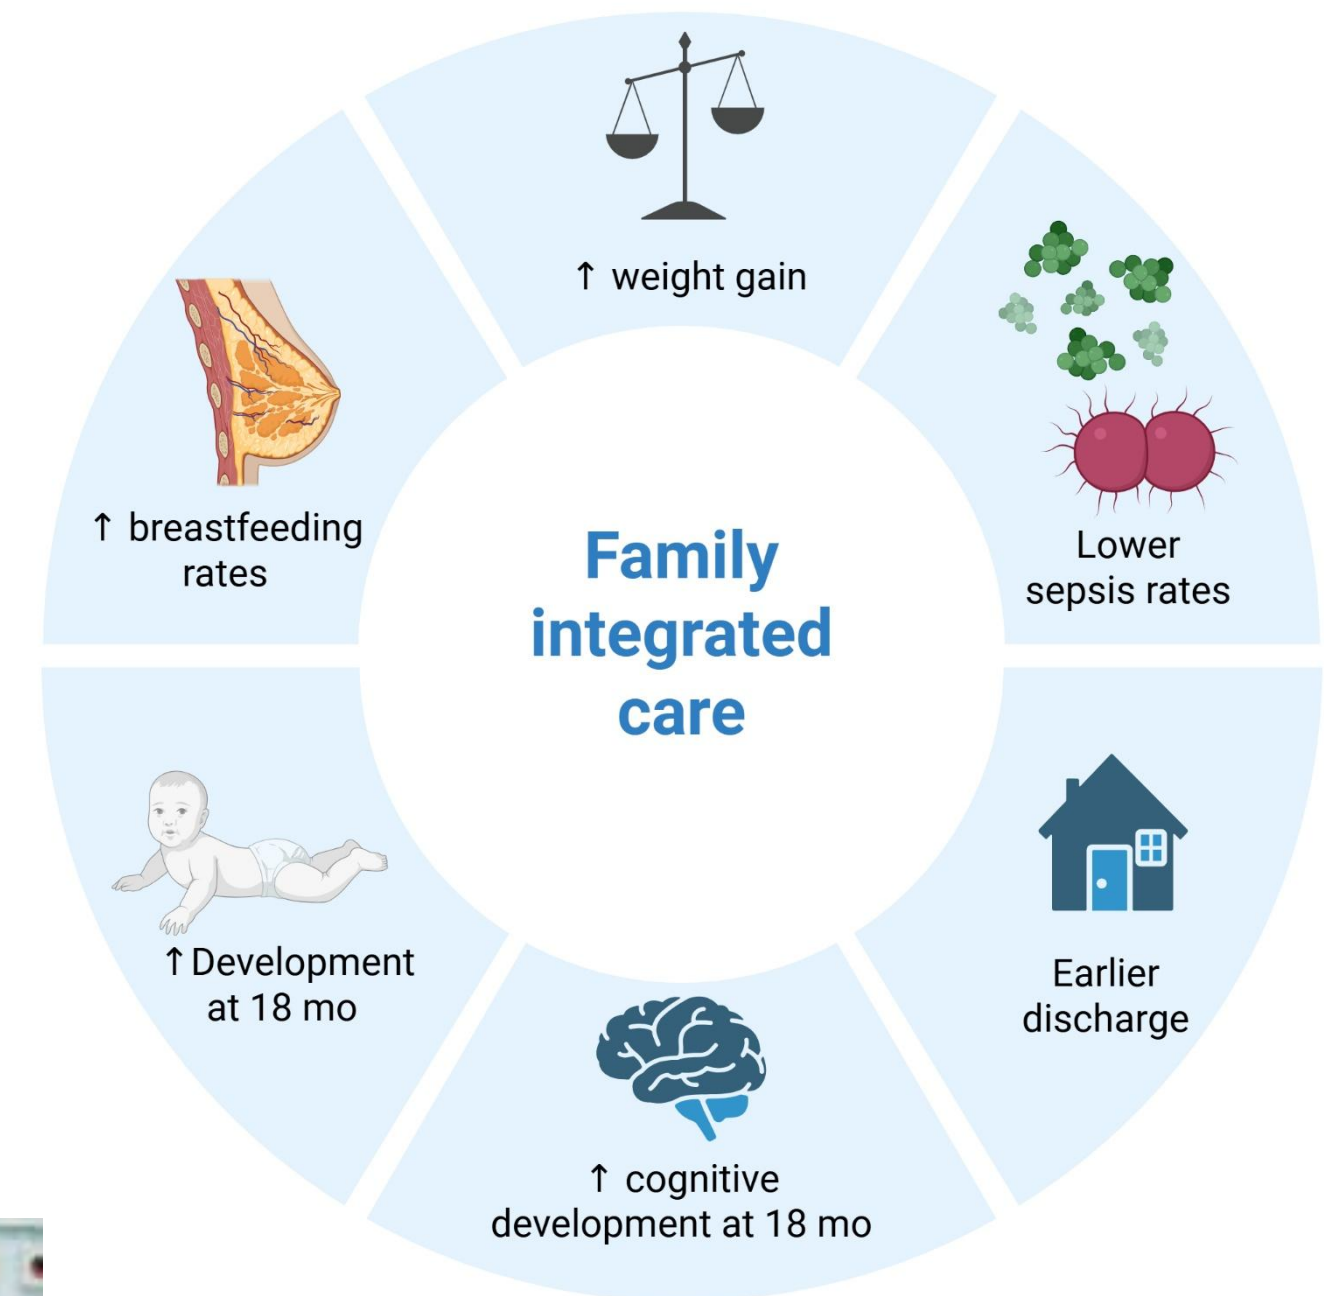 ↑ weight gain
Lower
sepsis rates
Earlier
discharge
↑ cognitive
development at 18 mo
↑ Development
at 18 mo
↑ breastfeeding
rates
Family
integrated
care